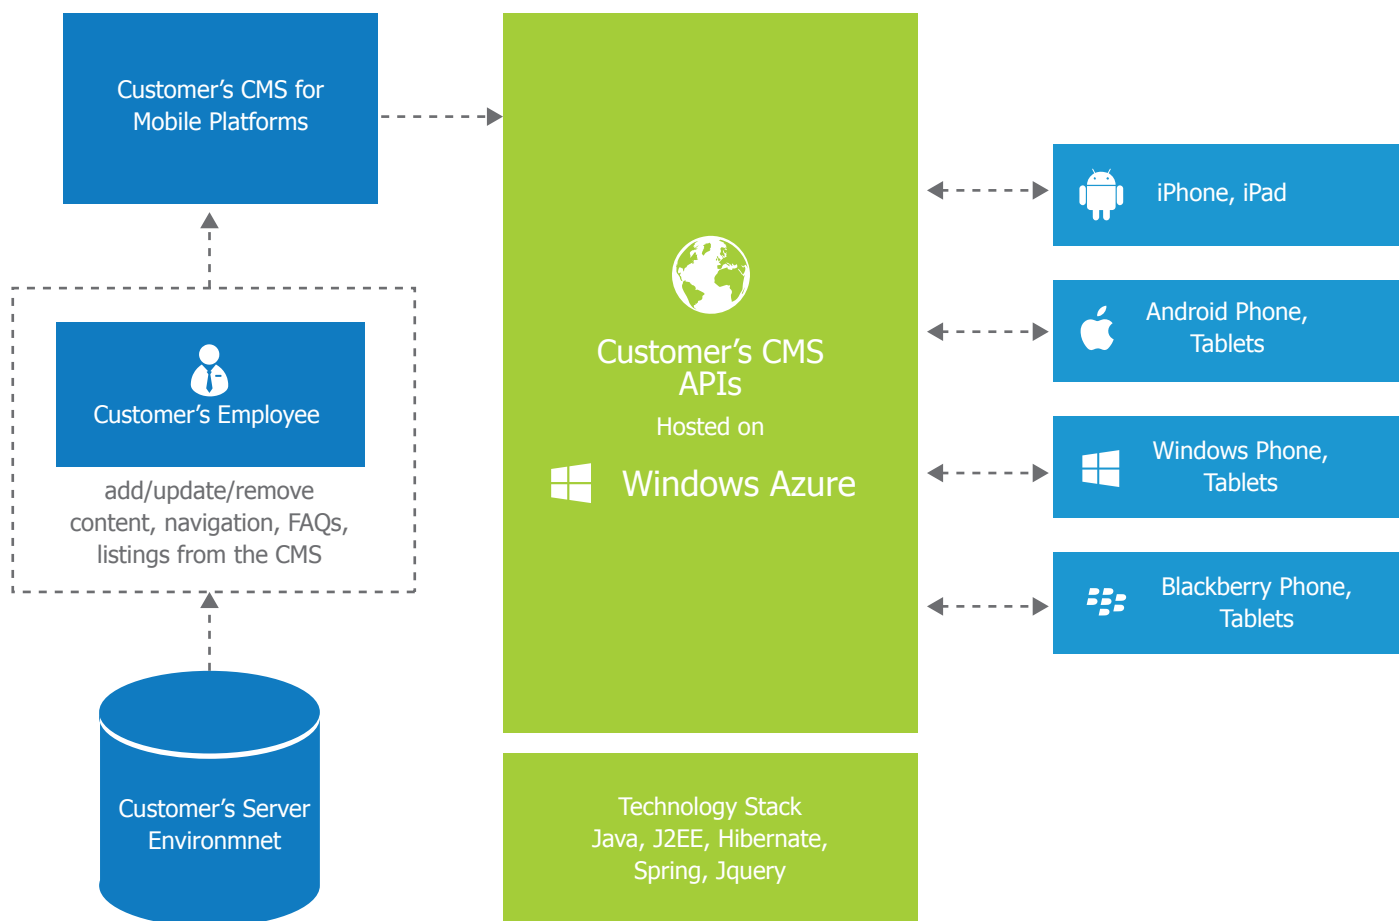 Customer’s CMS for
Mobile Platforms
Customer’s Employee
add/update/remove
content, navigation, FAQs,
listings from the CMS
Customer’s Server
Environmnet
Customer’s CMS
APIs
Hosted on
Windows Azure
Technology Stack
Java, J2EE, Hibernate,
Spring, Jquery
iPhone, iPad
Android Phone,
Tablets
Windows Phone,
Tablets
Blackberry Phone,
Tablets